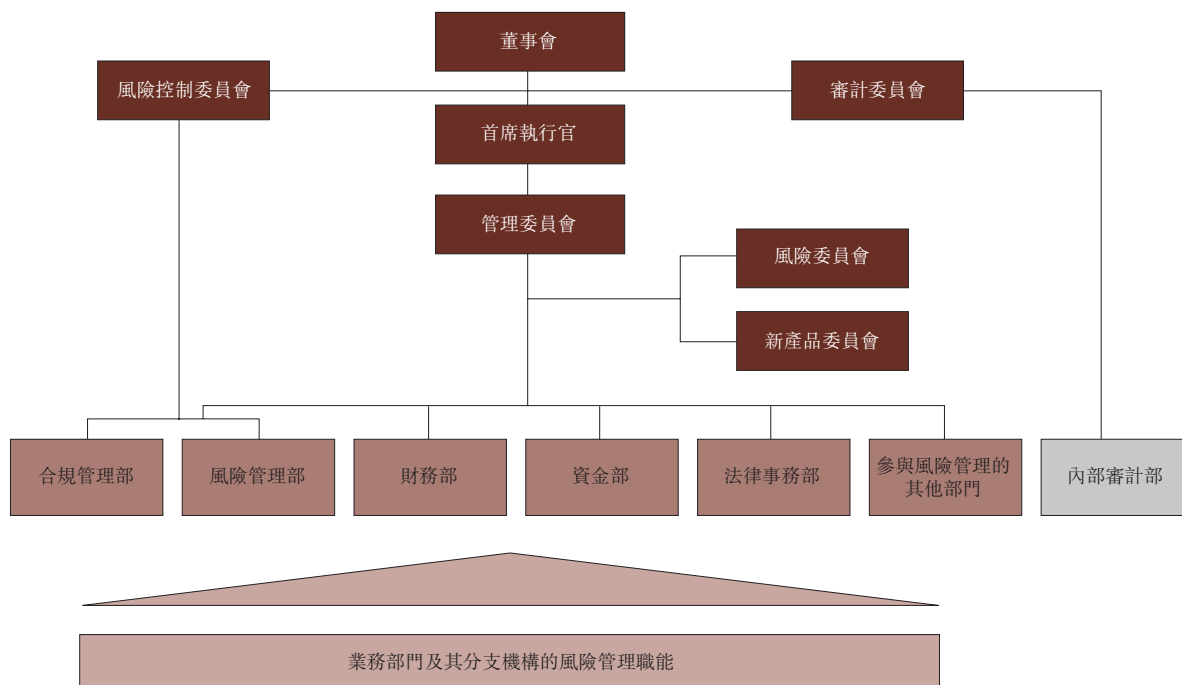 董事會
風險控制委員會
審計委員會
首席執行官
管理委員會
風險委員會
新產品委員會
合規管理部
風險管理部
財務部
資金部
法律事務部
參與風險管理的
其他部門
內部審計部
業務部門及其分支機構的風險管理職能